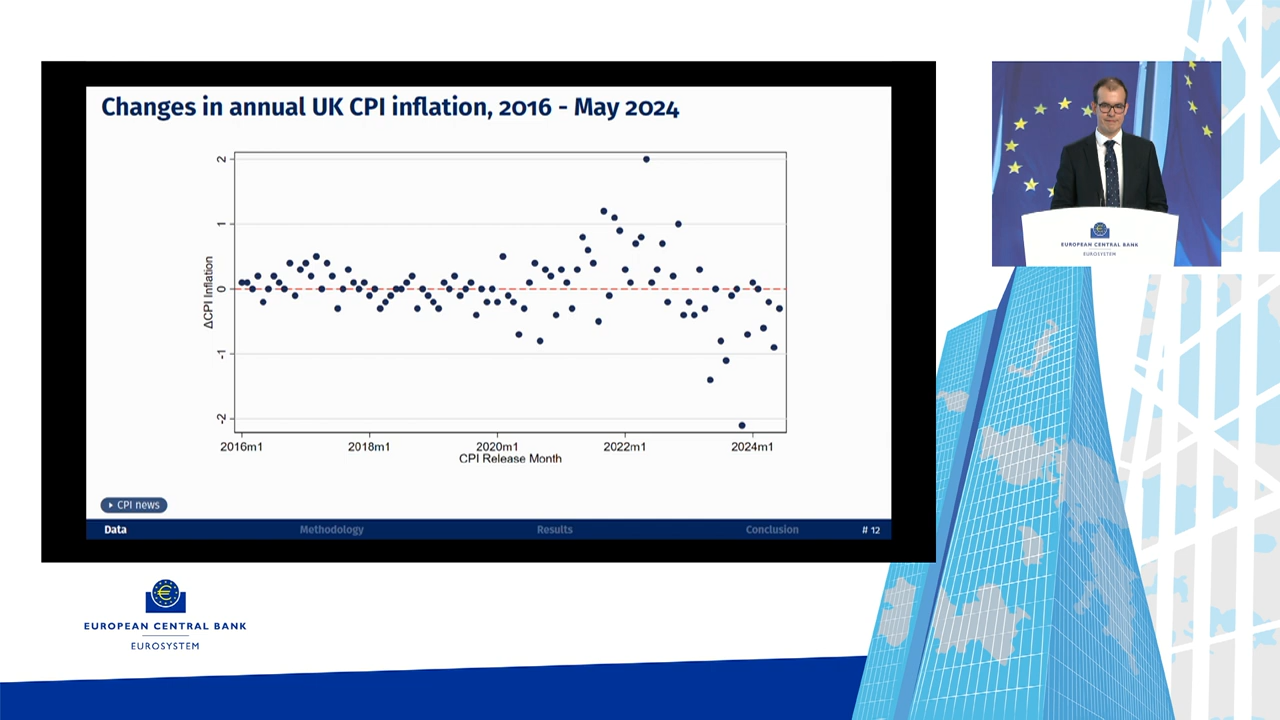 Changes in annual UK CPI inflation, 2016 - May 2024
2
1
0
-1
-2
ΔCPI Inflation
2016m1 2018m1 2020m1 2022m1 2024m1
CPI Release Month
CPI news
Data Methodology Results Conclusion # 12
EUROPEAN CENTRAL BANK
EUROSYSTEM
EUROPEAN CENTRAL BANK
EUROSYSTEM